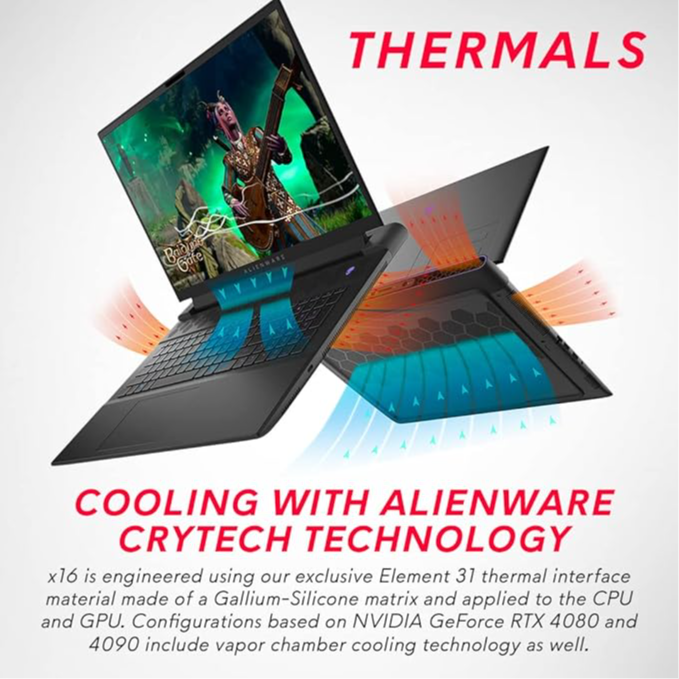 THERMALS
Baldur's
Gate
ALIENWARE
COOLING WITH ALIENWARE
CRYTECH TECHNOLOGY
x16 is engineered using our exclusive Element 31 thermal interface
material made of a Gallium-Silicone matrix and applied to the CPU
and GPU. Configurations based on NVIDIA GeForce RTX 4080 and
4090 include vapor chamber cooling technology as well.